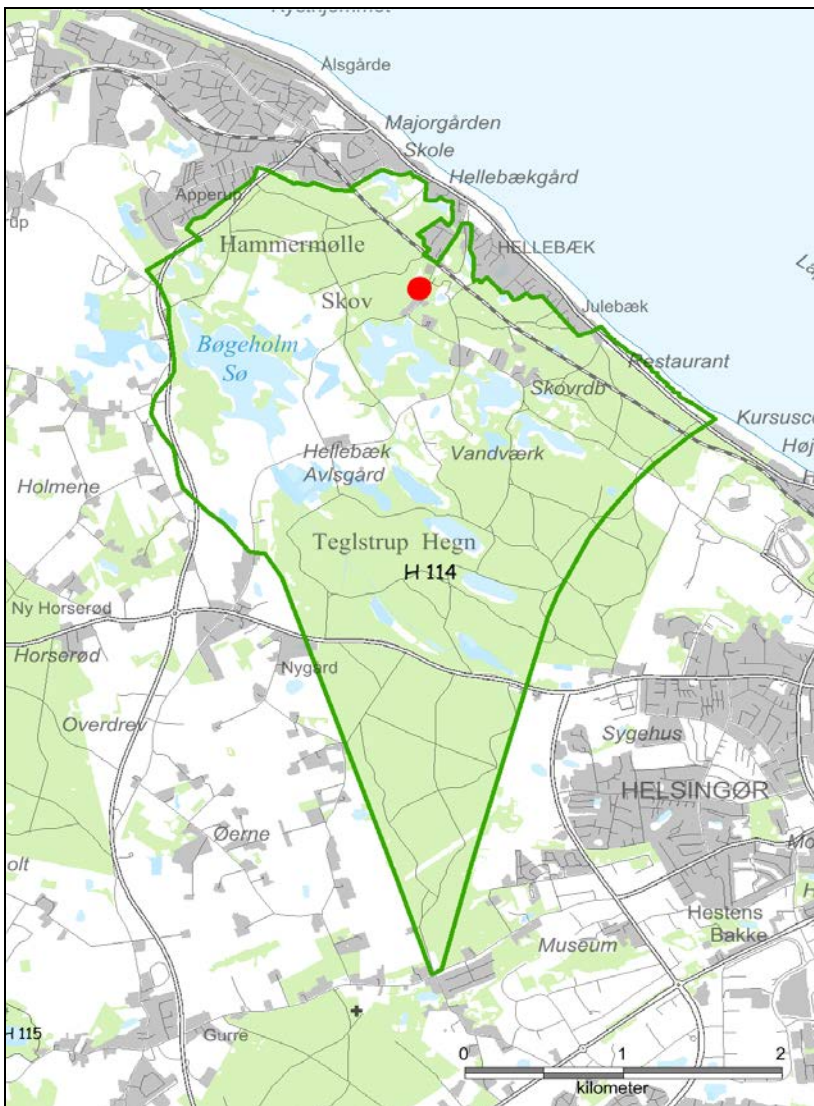 Ålsgårde
Majorgården
Skole
Hellebækgård
Apperup
HELLEBÆK
Hammermølle
Skov
Julebæk
Bøgeholm
Sø
Restaurant
Skovrdb
Kursusce
Høj
H
Hellebæk
Avlsgård
Vandværk
Holmene
Teglstrup Hegn
H 114
Ny Horserød
Horserød
Nygård
Overdrev
Sygehus
HELSINGØR
Øerne
olt
Mo
H
Hestens
Bakke
Museum
H 115
Gurre
0 1 2
kilometer